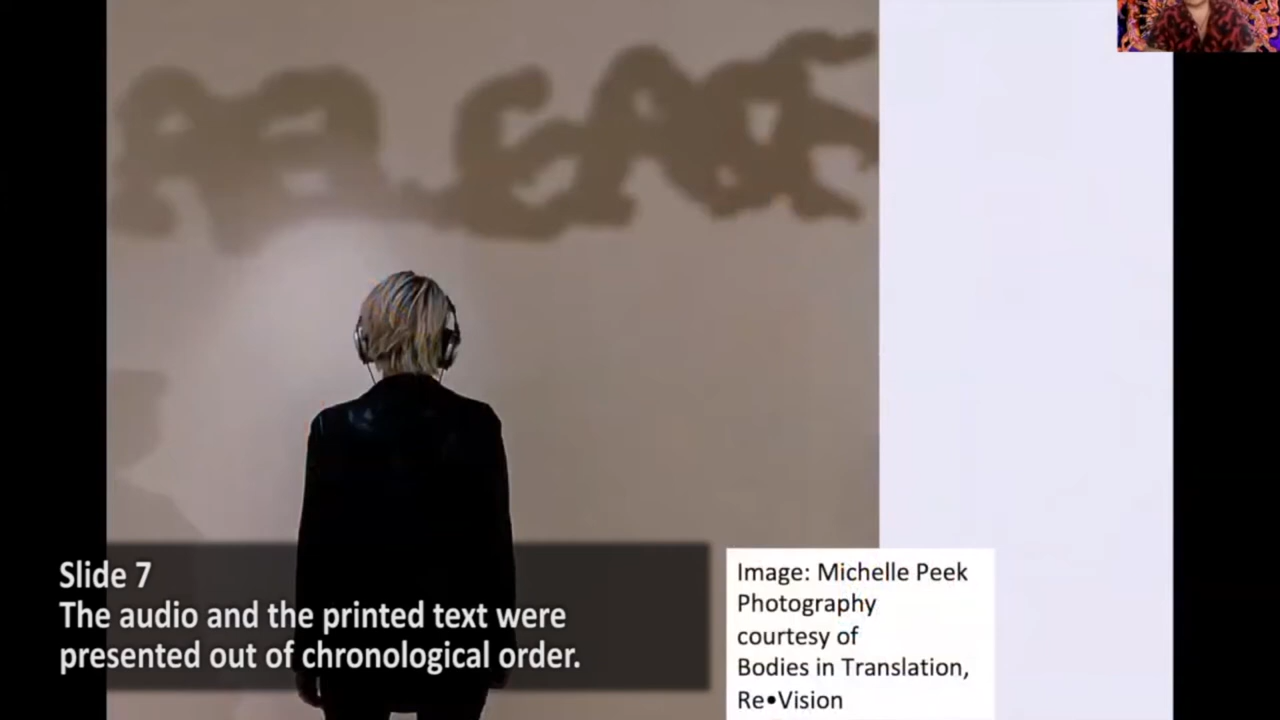 Slide 7
The audio and the printed text were
presented out of chronological order.
Image: Michelle Peek
Photography
courtesy of
Bodies in Translation,
Re•Vision